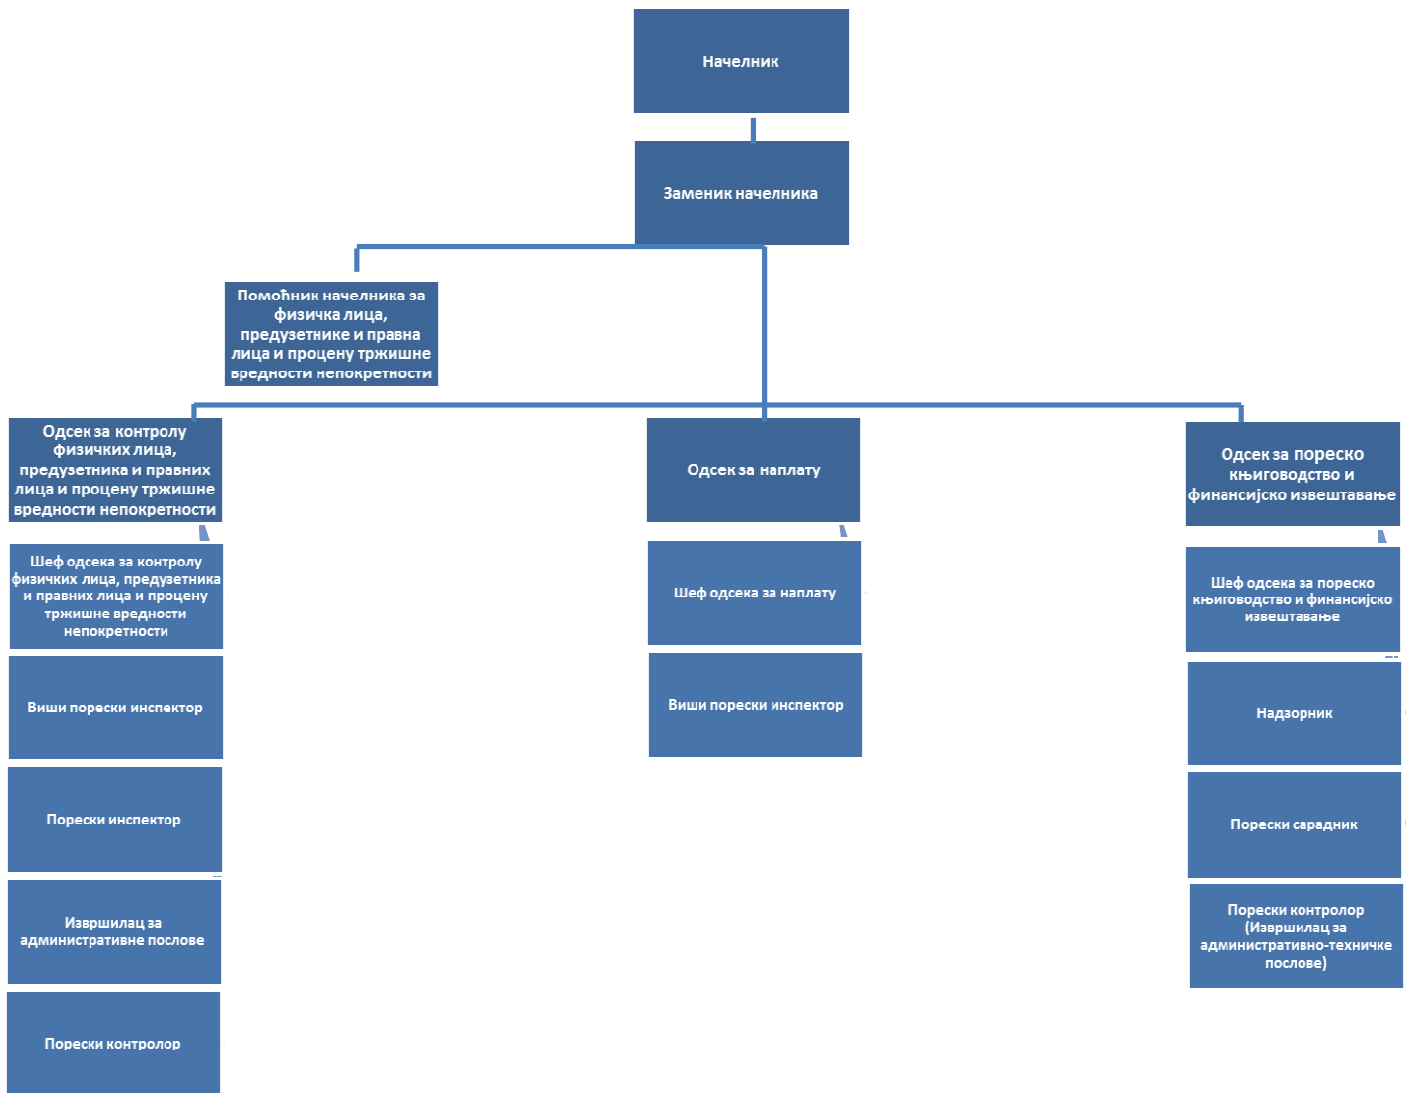 Начелник
Заменик начелника
Помоћник начелника за
физичка лица,
предузетнике и правна
лица и процену тржишне
вредности непокретности
Одсек за контролу
физичких лица,
предузетника и правних
лица и процену тржишне
вредности непокретности
Шеф одсека за контролу
физичких лица, предузетника
и правних лица и процену
тржишне вредности
непокретности
Виши порески инспектор
Порески инспектор
Извршилац за
административне послове
Порески контролор
Одсек за наплату
Шеф одсека за наплату
Виши порески инспектор
Одсек за пореско
књиговодство и
финансијско извештавање
Шеф одсека за пореско
књиговодство и финансијско
извештавање
Надзорник
Порески сарадник
Порески контролор
(Извршилац за
административно-техничке
послове)